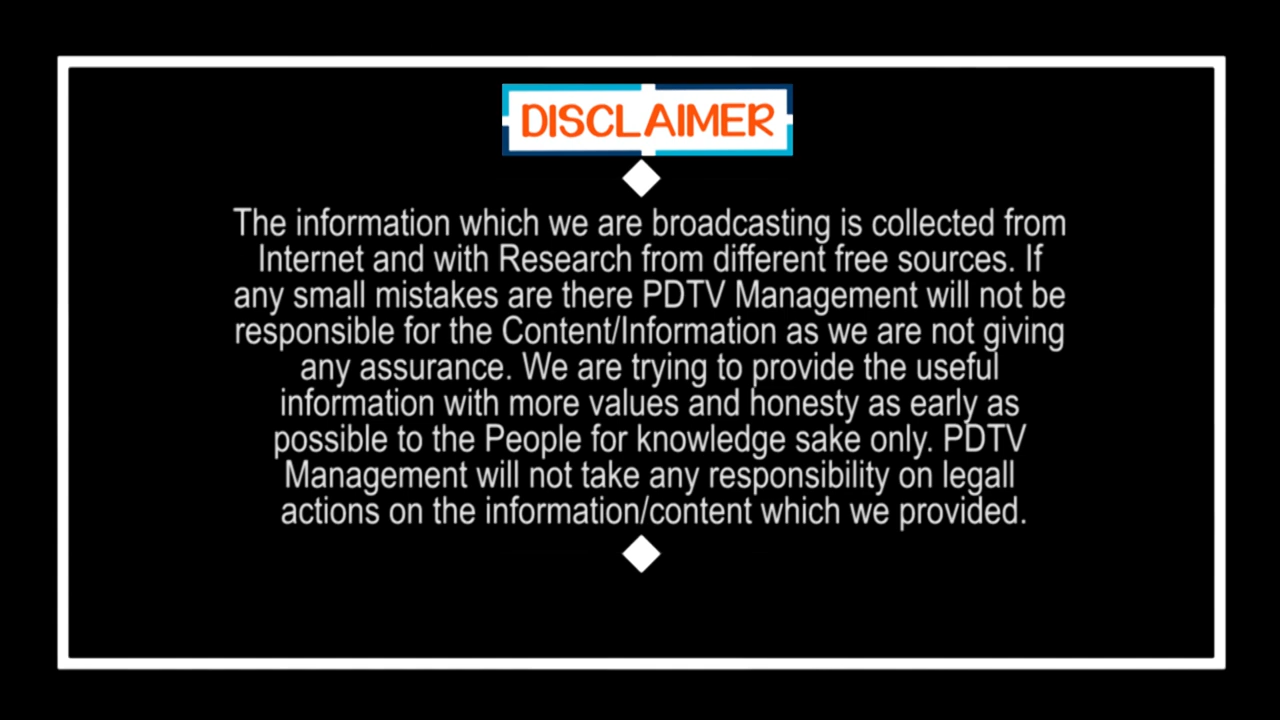 DISCLAIMER
The information which we are broadcasting is collected from
Internet and with Research from different free sources. If
any small mistakes are there PDTV Management will not be
responsible for the Content/Information as we are not giving
any assurance. We are trying to provide the useful
information with more values and honesty as early as
possible to the People for knowledge sake only. PDTV
Management will not take any responsibility on legall
actions on the information/content which we provided.